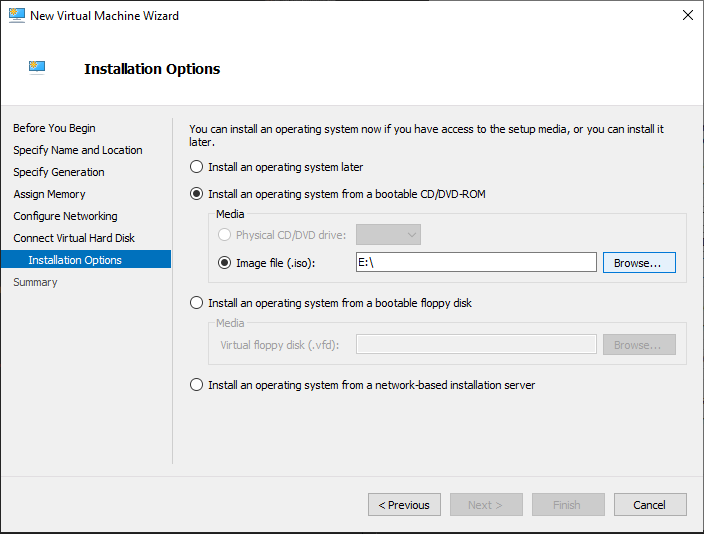 New Virtual Machine Wizard
Installation Options
Before You Begin
Specify Name and Location
Specify Generation
Assign Memory
Configure Networking
Connect Virtual Hard Disk
Installation Options
Summary
You can install an operating system now if you have access to the setup media, or you can install it
later.
Install an operating system later
Install an operating system from a bootable CD/DVD-ROM
Media
Physical CD/DVD drive:
Image file (.iso):
E:\
Browse...
Install an operating system from a bootable floppy disk
Media
Virtual floppy disk (.vfd):
Browse...
Install an operating system from a network-based installation server
< Previous
Next >
Finish
Cancel